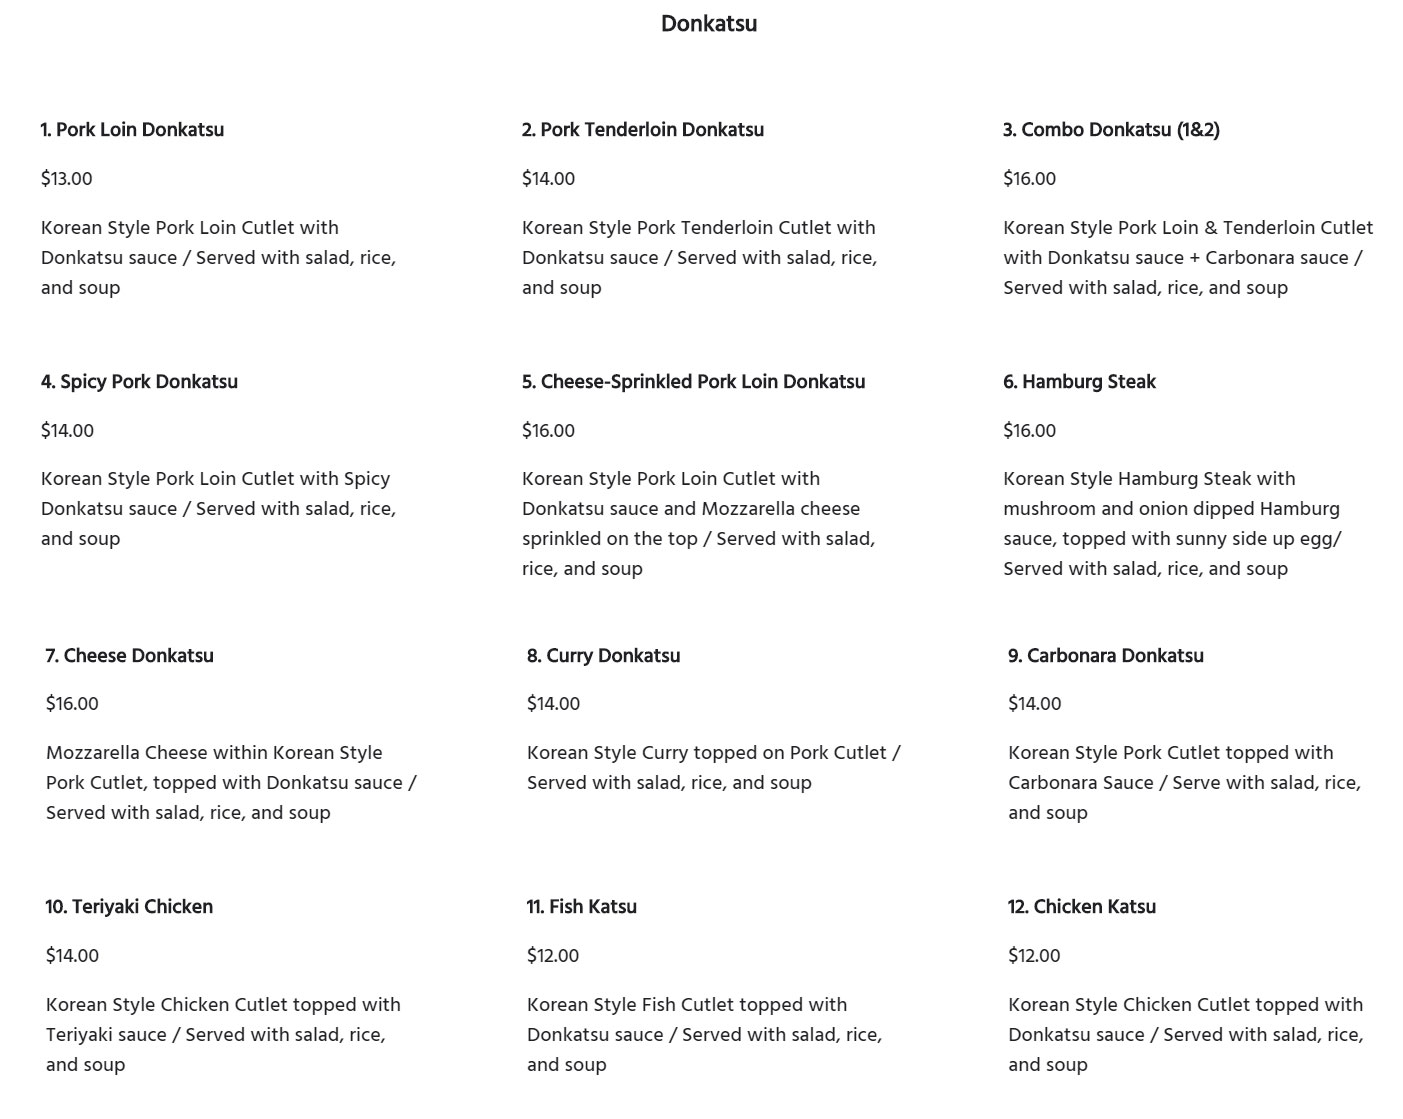 Donkatsu
1. Pork Loin Donkatsu
$13.00
Korean Style Pork Loin Cutlet with
Donkatsu sauce / Served with salad, rice,
and soup
2. Pork Tenderloin Donkatsu
$14.00
Korean Style Pork Tenderloin Cutlet with
Donkatsu sauce / Served with salad, rice,
and soup
3. Combo Donkatsu (1&2)
$16.00
Korean Style Pork Loin & Tenderloin Cutlet
with Donkatsu sauce + Carbonara sauce /
Served with salad, rice, and soup
4. Spicy Pork Donkatsu
$14.00
Korean Style Pork Loin Cutlet with Spicy
Donkatsu sauce / Served with salad, rice,
and soup
5. Cheese-Sprinkled Pork Loin Donkatsu
$16.00
Korean Style Pork Loin Cutlet with
Donkatsu sauce and Mozzarella cheese
sprinkled on the top / Served with salad,
rice, and soup
6. Hamburg Steak
$16.00
Korean Style Hamburg Steak with
mushroom and onion dipped Hamburg
sauce, topped with sunny side up egg/
Served with salad, rice, and soup
7. Cheese Donkatsu
$16.00
Mozzarella Cheese within Korean Style
Pork Cutlet, topped with Donkatsu sauce /
Served with salad, rice, and soup
8. Curry Donkatsu
$14.00
Korean Style Curry topped on Pork Cutlet /
Served with salad, rice, and soup
9. Carbonara Donkatsu
$14.00
Korean Style Pork Cutlet topped with
Carbonara Sauce / Serve with salad, rice,
and soup
10. Teriyaki Chicken
$14.00
Korean Style Chicken Cutlet topped with
Teriyaki sauce / Served with salad, rice,
and soup
11. Fish Katsu
$12.00
Korean Style Fish Cutlet topped with
Donkatsu sauce / Served with salad, rice,
and soup
12. Chicken Katsu
$12.00
Korean Style Chicken Cutlet topped with
Donkatsu sauce / Served with salad, rice,
and soup